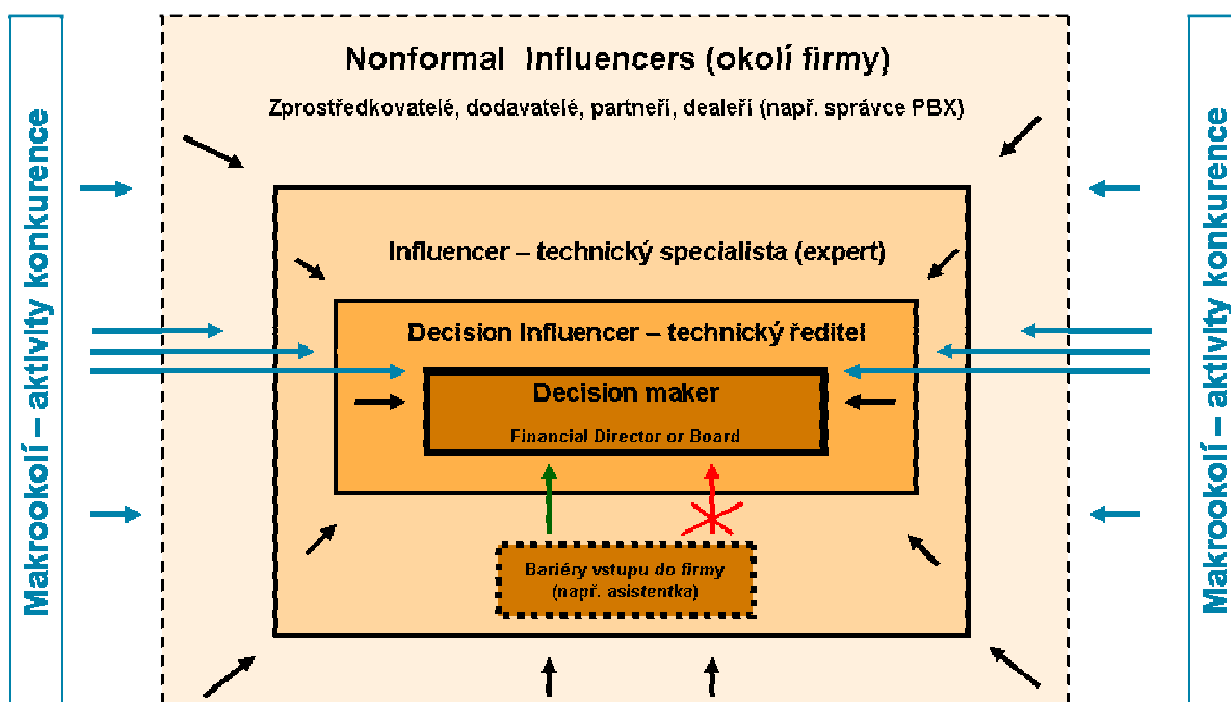 Makrookolí – aktivity konkurence
Nonformal Influencers (okolí firmy)
Zprostředkovatelé, dodavatelé, partneři, dealeři (např. správce PBX)
Influencer – technický specialista (expert)
Decision Influencer – technický ředitel
Decision maker
Financial Director or Board
Bariéry vstupu do firmy
(např. asistentka)
Makrookolí – aktivity konkurence